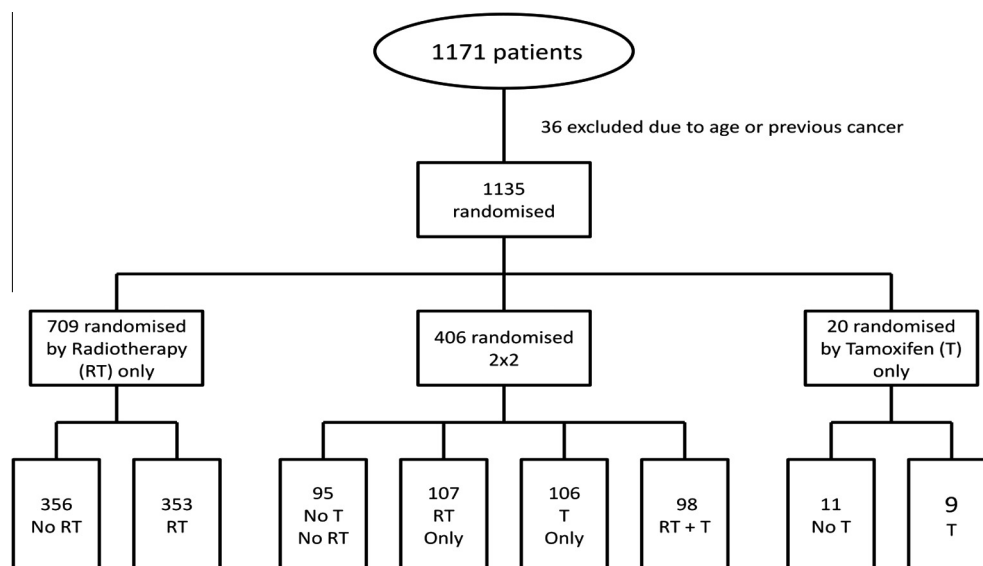 1171 patients
36 excluded due to age or previous cancer
1135
randomised
709 randomised
by Radiotherapy
(RT) only
406 randomised
2x2
20 randomised
by Tamoxifen (T)
only
356
No RT
353
RT
95
No T
No RT
107
RT
Only
106
T
Only
98
RT + T
11
No T
9
T